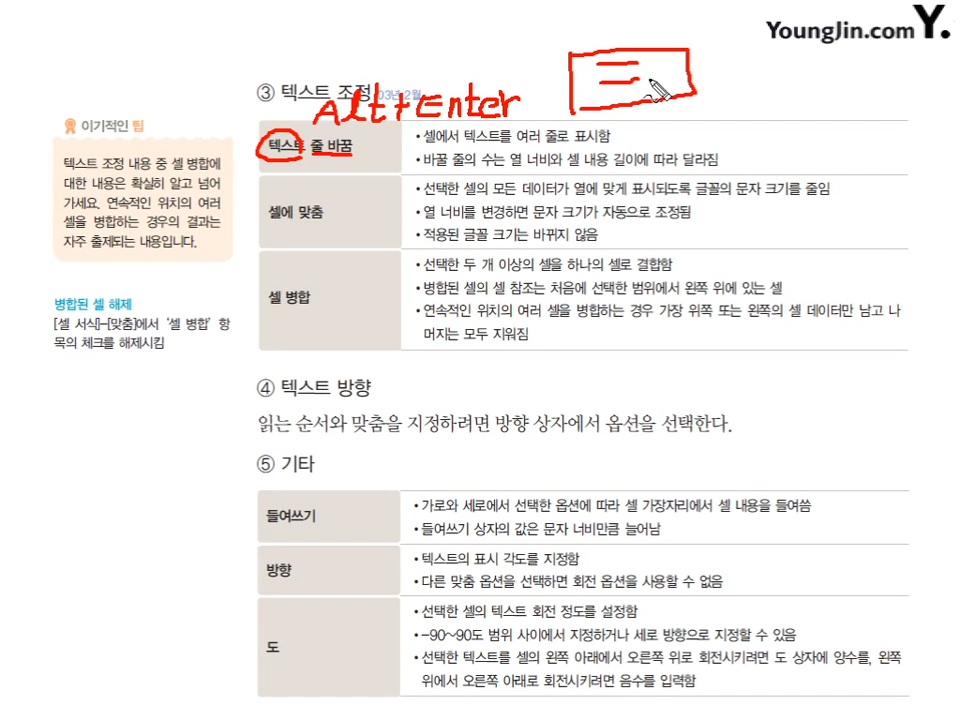 YoungJin.com Y.
③ 텍스트 조정 03년 2월
Alt+Enter
이기적인 팁
텍스트 조정 내용 중 셀 병합에
대한 내용은 확실히 알고 넘어
가세요. 연속적인 위치의 여러
셀을 병합하는 경우의 결과는
자주 출제되는 내용입니다.
병합된 셀 해제
[셀 서식]-[맞춤]에서 ‘셀 병합’ 항
목의 체크를 해제시킴
텍스트 줄 바꿈
• 셀에서 텍스트를 여러 줄로 표시함
• 바꿀 줄의 수는 열 너비와 셀 내용 길이에 따라 달라짐
셀에 맞춤
• 선택한 셀의 모든 데이터가 열에 맞게 표시되도록 글꼴의 문자 크기를 줄임
• 열 너비를 변경하면 문자 크기가 자동으로 조정됨
• 적용된 글꼴 크기는 바뀌지 않음
셀 병합
• 선택한 두 개 이상의 셀을 하나의 셀로 결합함
• 병합된 셀의 셀 참조는 처음에 선택한 범위에서 왼쪽 위에 있는 셀
• 연속적인 위치의 여러 셀을 병합하는 경우 가장 위쪽 또는 왼쪽의 셀 데이터만 남고 나
머지는 모두 지워짐
④ 텍스트 방향
읽는 순서와 맞춤을 지정하려면 방향 상자에서 옵션을 선택한다.
⑤ 기타
들여쓰기
• 가로와 세로에서 선택한 옵션에 따라 셀 가장자리에서 셀 내용을 들여씀
• 들여쓰기 상자의 값은 문자 너비만큼 늘어남
방향
• 텍스트의 표시 각도를 지정함
• 다른 맞춤 옵션을 선택하면 회전 옵션을 사용할 수 없음
도
• 선택한 셀의 텍스트 회전 정도를 설정함
• -90~90도 범위 사이에서 지정하거나 세로 방향으로 지정할 수 있음
• 선택한 텍스트를 셀의 왼쪽 아래에서 오른쪽 위로 회전시키려면 도 상자에 양수를, 왼쪽
위에서 오른쪽 아래로 회전시키려면 음수를 입력함